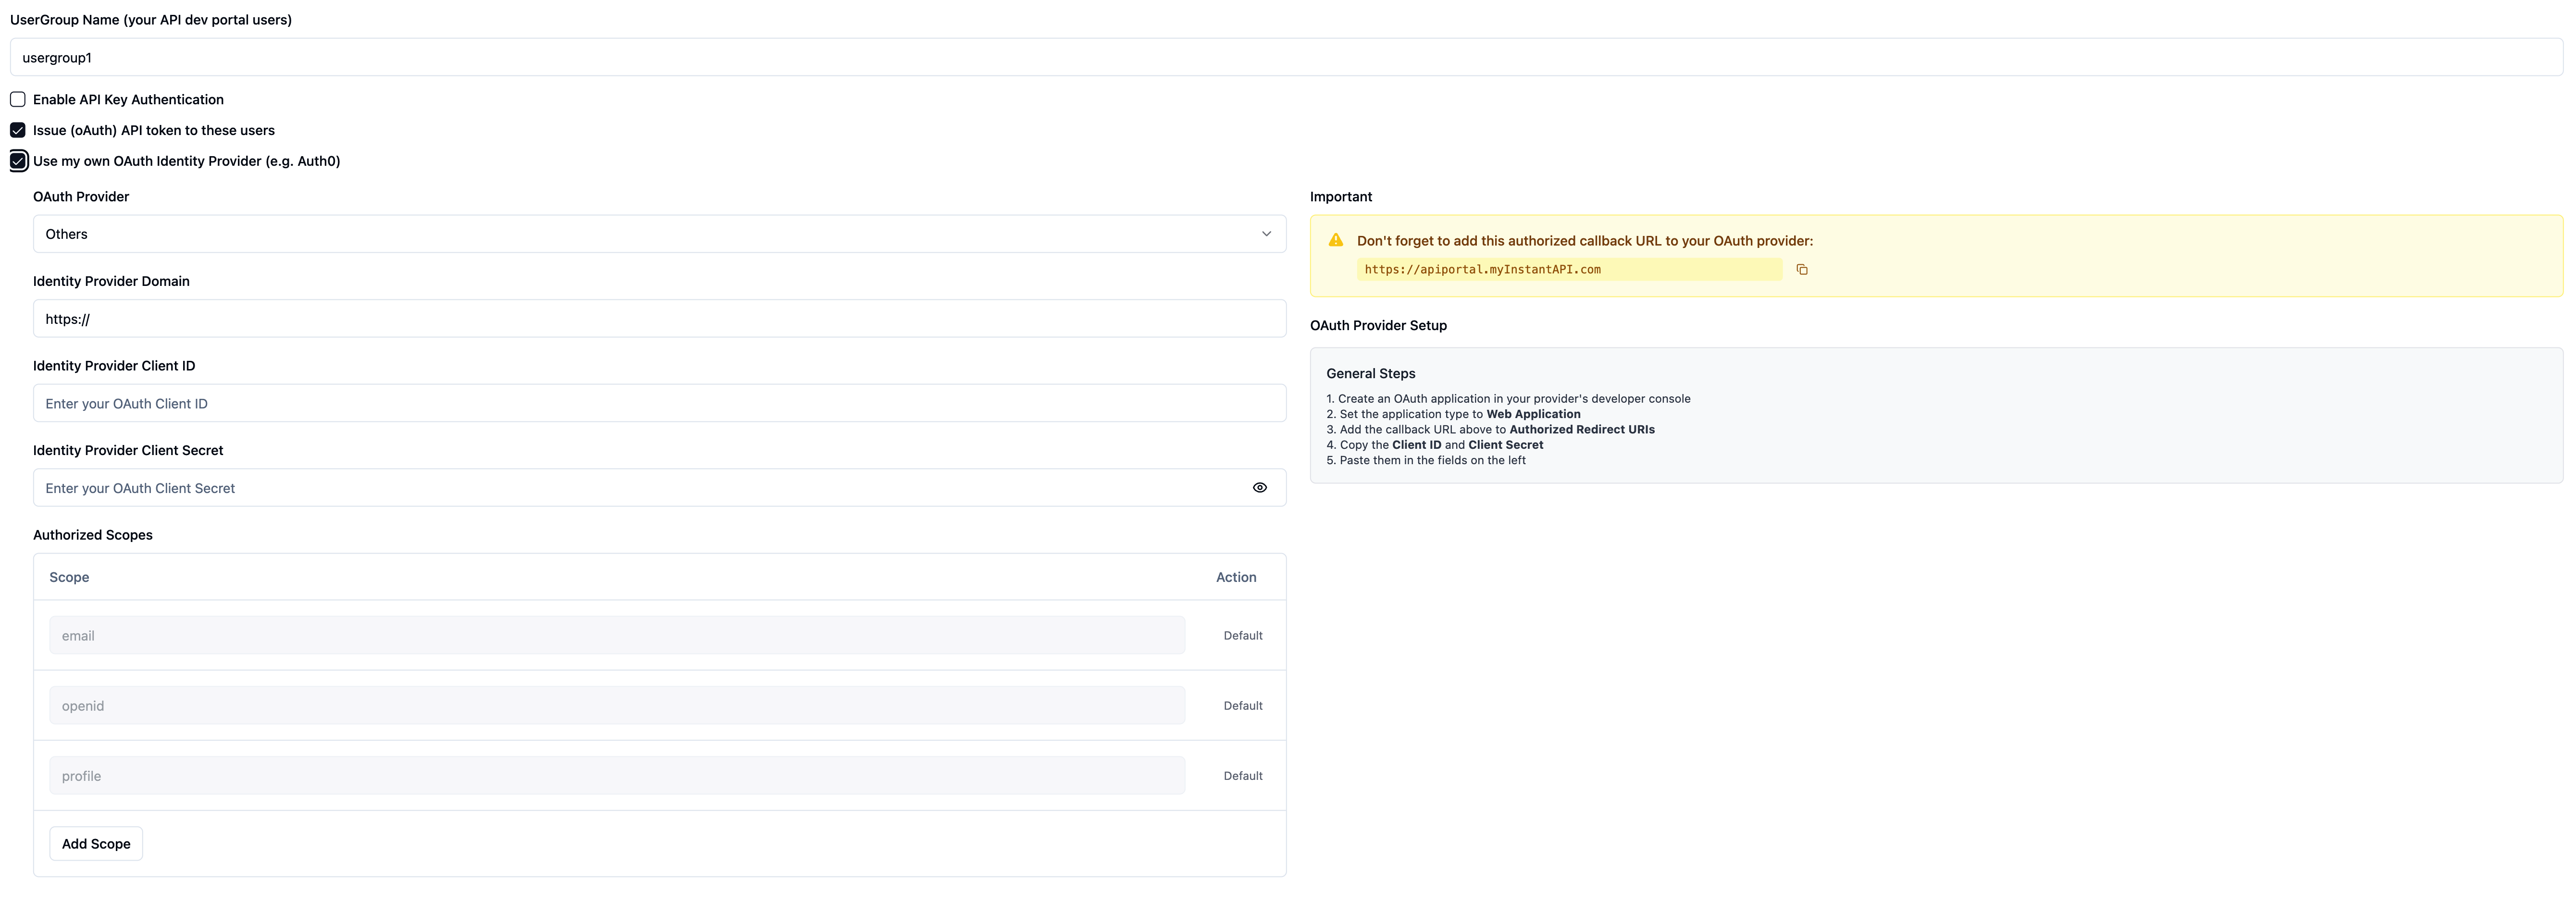 UserGroup Name (your API dev portal users)
usergroup1
Enable API Key Authentication
Issue (oAuth) API token to these users
Use my own OAuth Identity Provider (e.g. Auth0)
OAuth Provider
Others
Identity Provider Domain
https://
Identity Provider Client ID
Enter your OAuth Client ID
Identity Provider Client Secret
Enter your OAuth Client Secret
Authorized Scopes
Scope Action
email Default
openid Default
profile Default
Add Scope
Important
Don't forget to add this authorized callback URL to your OAuth provider:
https://apiportal.myInstantAPI.com
OAuth Provider Setup
General Steps
1. Create an OAuth application in your provider's developer console
2. Set the application type to Web Application
3. Add the callback URL above to Authorized Redirect URIs
4. Copy the Client ID and Client Secret
5. Paste them in the fields on the left